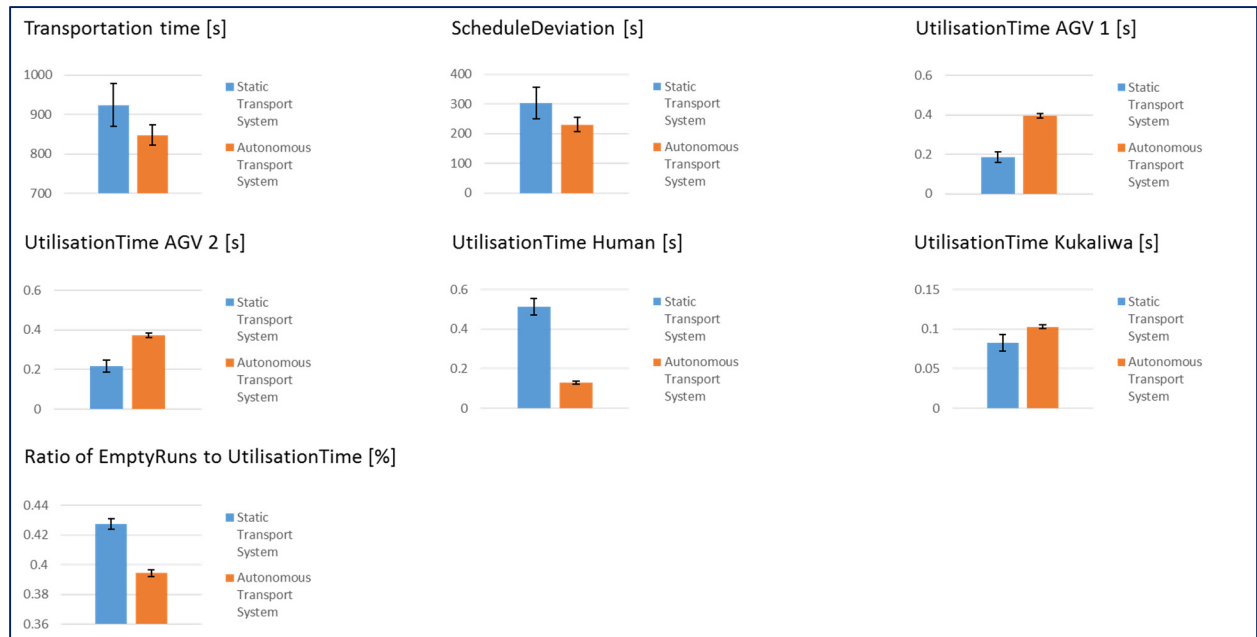 Transportation time [s]
1000
900
800
700
Static
Transport
System
Autonomous
Transport
System
ScheduleDeviation [s]
400
300
200
100
0
Static
Transport
System
Autonomous
Transport
System
UtilisationTime AGV 1 [s]
0.6
0.4
0.2
0
Static
Transport
System
Autonomous
Transport
System
UtilisationTime AGV 2 [s]
0.6
0.4
0.2
0
Static
Transport
System
Autonomous
Transport
System
UtilisationTime Human [s]
0.6
0.4
0.2
0
Static
Transport
System
Autonomous
Transport
System
UtilisationTime Kukaliwa [s]
0.15
0.1
0.05
0
Static
Transport
System
Autonomous
Transport
System
Ratio of EmptyRuns to UtilisationTime [%]
0.44
0.42
0.4
0.38
0.36
Static
Transport
System
Autonomous
Transport
System